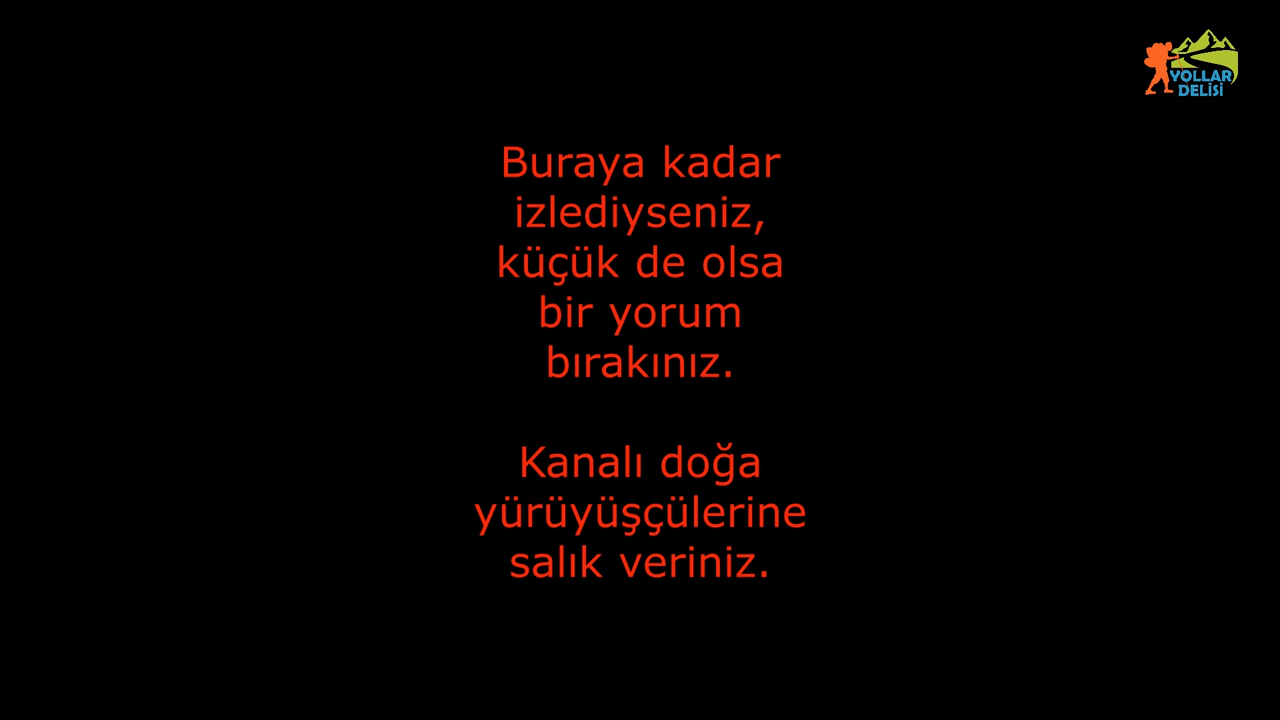 YOLLAR
DELİSİ
Buraya kadar
izlediyseniz,
küçük de olsa
bir yorum
bırakınız.
Kanalı doğa
yürüyüşçülerine
salık veriniz.